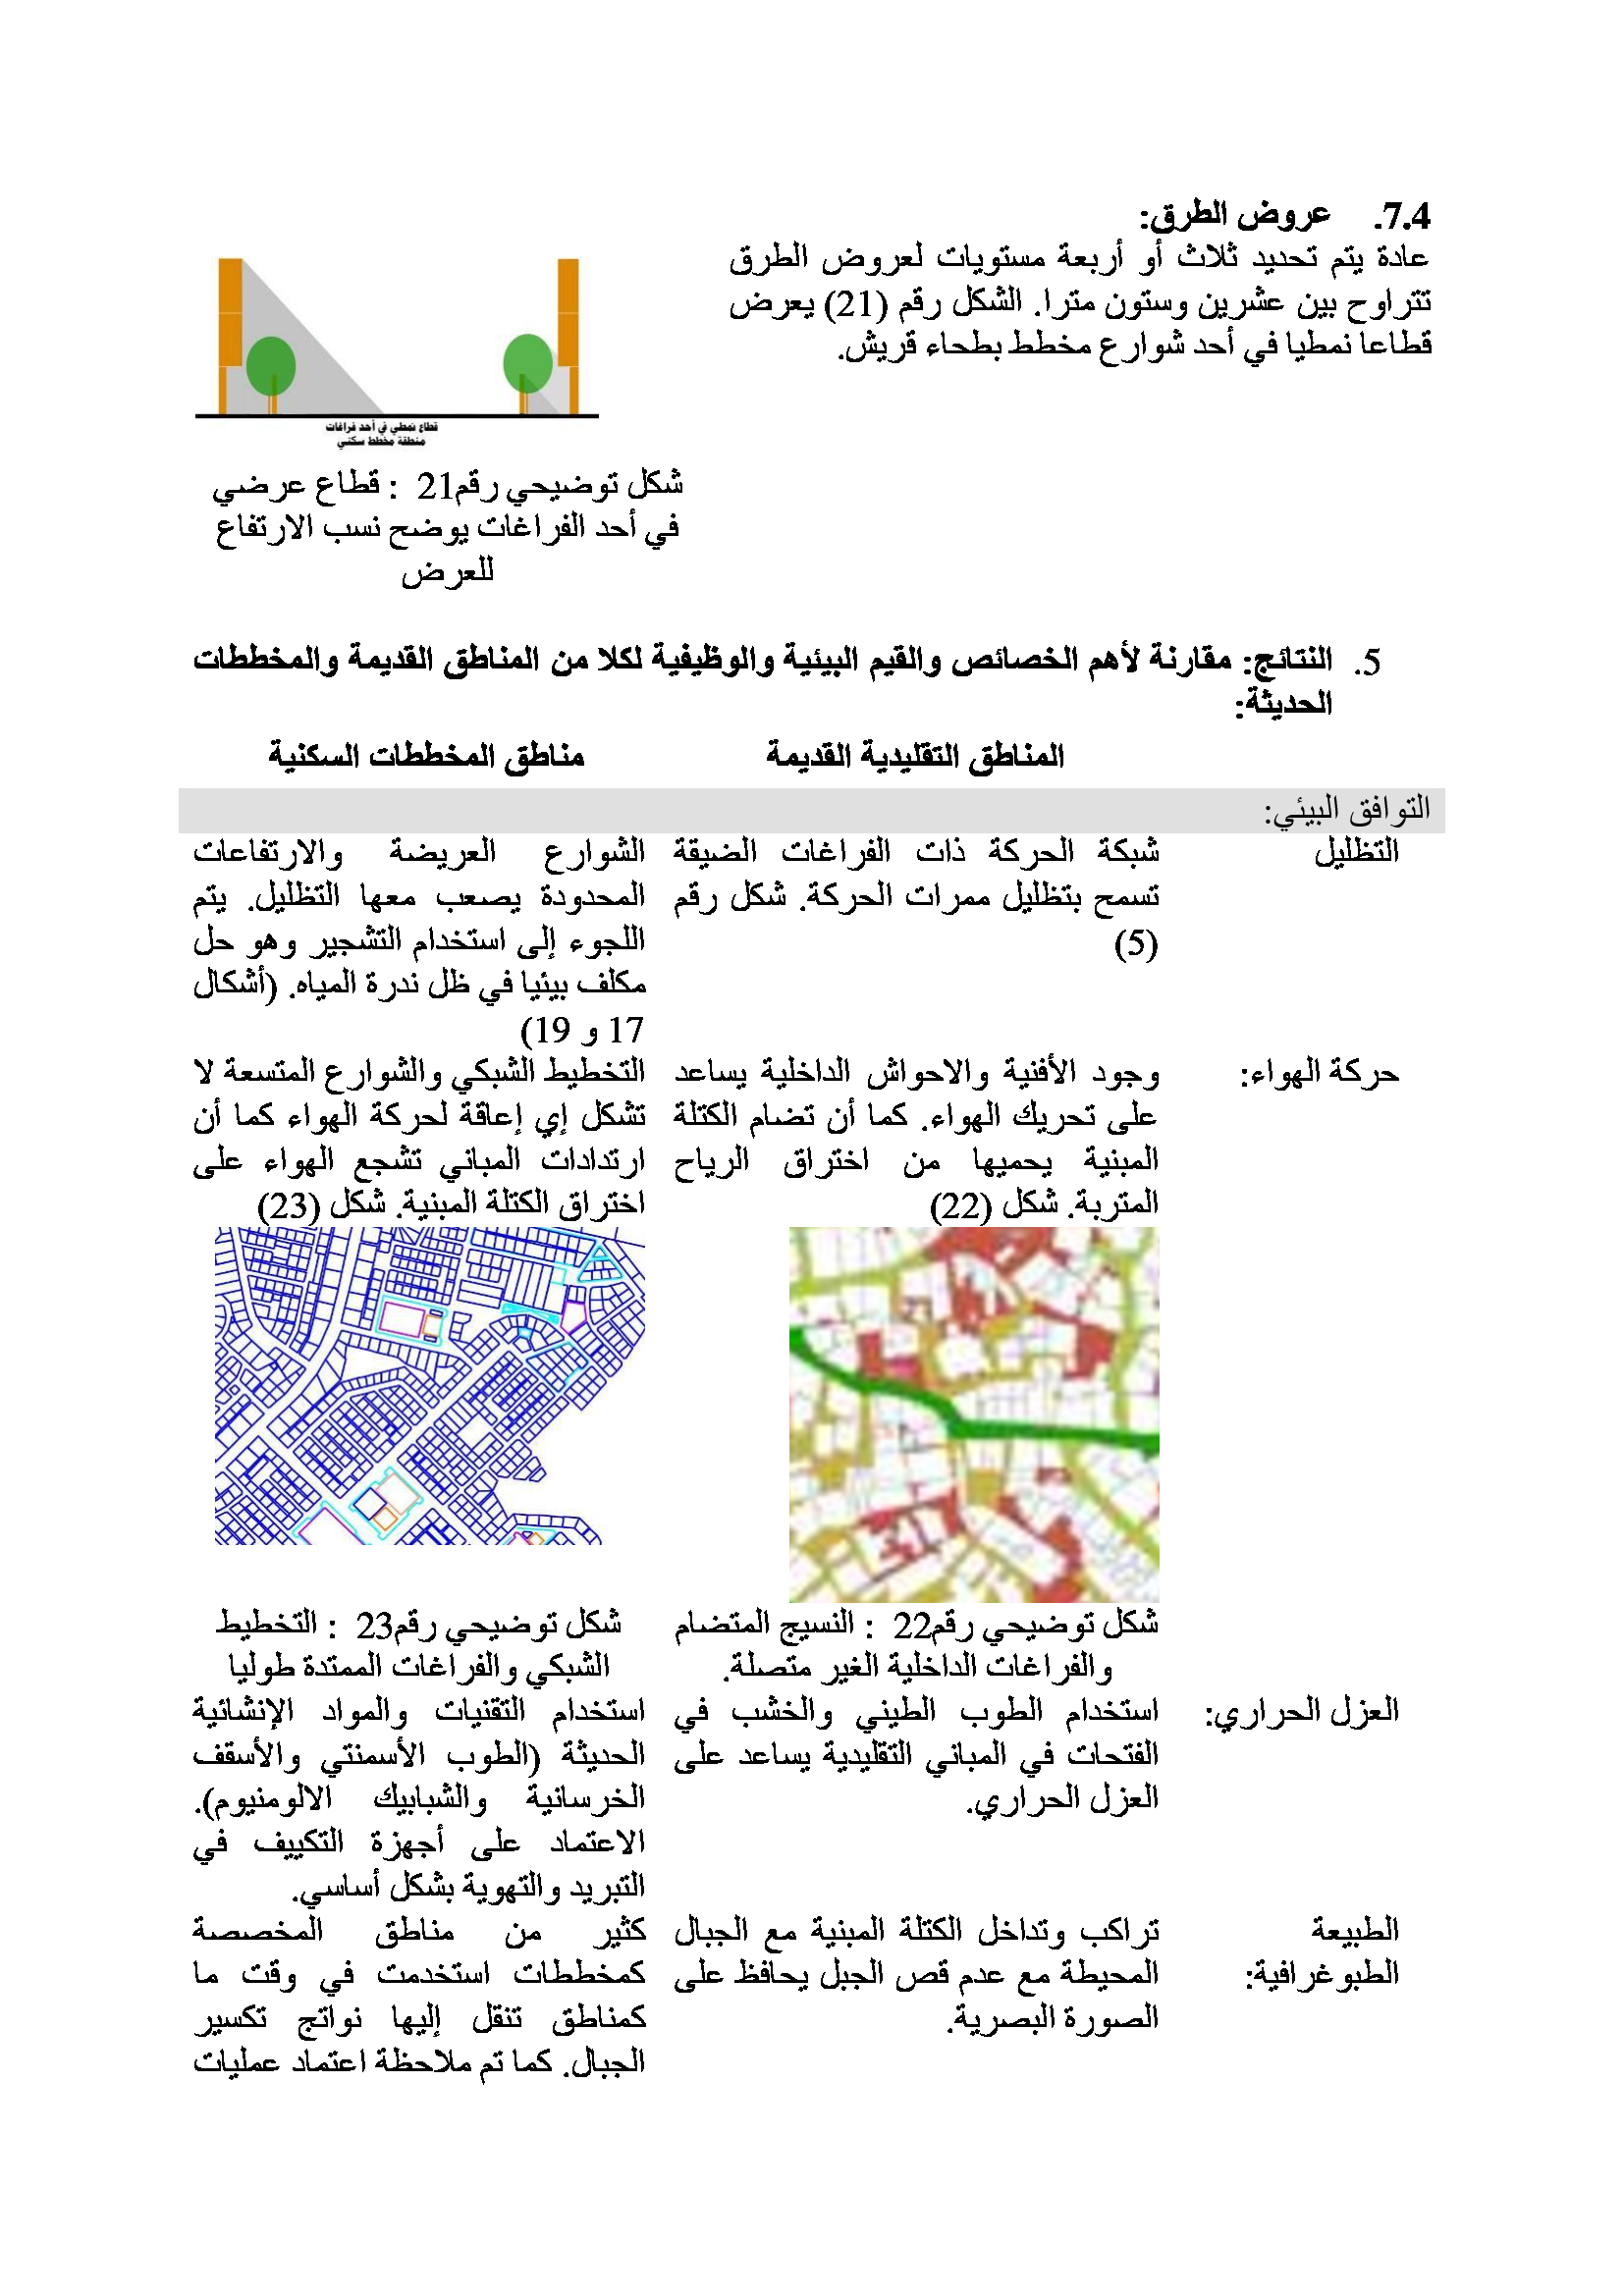 7.4. عروض الطرق:
عادة يتم تحديد ثلاث أو أربعة مستويات لعروض الطرق
تتراوح بين عشرين وستون مترا. الشكل رقم (21) يعرض
قطاعا نمطيا في أحد شوارع مخطط بطحاء قريش.
قطاع نمطي في أحد فراغات
منطقة مخطط سكني
شكل توضيحي رقم21 : قطاع عرضي
في أحد الفراغات يوضح نسب الارتفاع
للعرض
5. النتائج: مقارنة لأهم الخصائص والقيم البيئية والوظيفية لكلا من المناطق القديمة والمخططات
الحديثة:
المناطق التقليدية القديمة
مناطق المخططات السكنية
التوافق البيئي:
التظليل
شبكة الحركة ذات الفراغات الضيقة
تسمح بتظليل ممرات الحركة. شكل رقم
(5)
الشوارع العريضة والارتفاعات
المحدودة يصعب معها التظليل. يتم
اللجوء إلى استخدام التشجير وهو حل
مكلف بيئيا في ظل ندرة المياه. (أشكال
17 و 19)
حركة الهواء:
وجود الأفنية والاحواش الداخلية يساعد
على تحريك الهواء. كما أن تضام الكتلة
المبنية يحميها من اختراق الرياح
المتربة. شكل (22)
التخطيط الشبكي والشوارع المتسعة لا
تشكل إي إعاقة لحركة الهواء كما أن
ارتدادات المباني تشجع الهواء على
اختراق الكتلة المبنية. شكل (23)
شكل توضيحي رقم22 : النسيج المتضام
والفراغات الداخلية الغير متصلة.
شكل توضيحي رقم23 : التخطيط
الشبكي والفراغات الممتدة طوليا
العزل الحراري:
استخدام الطوب الطيني والخشب في
الفتحات في المباني التقليدية يساعد على
العزل الحراري.
استخدام التقنيات والمواد الإنشائية
الحديثة (الطوب الأسمنتي والأسقف
الخرسانية والشبابيك الالومنيوم).
الاعتماد على أجهزة التكييف في
التبريد والتهوية بشكل أساسي.
الطبيعة
الطبوغرافية:
تراكب وتداخل الكتلة المبنية مع الجبال
المحيطة مع عدم قص الجبل يحافظ على
الصورة البصرية.
كثير من مناطق المخصصة
كمخططات استخدمت في وقت ما
كمناطق تنقل إليها نواتج تكسير
الجبال. كما تم ملاحظة اعتماد عمليات